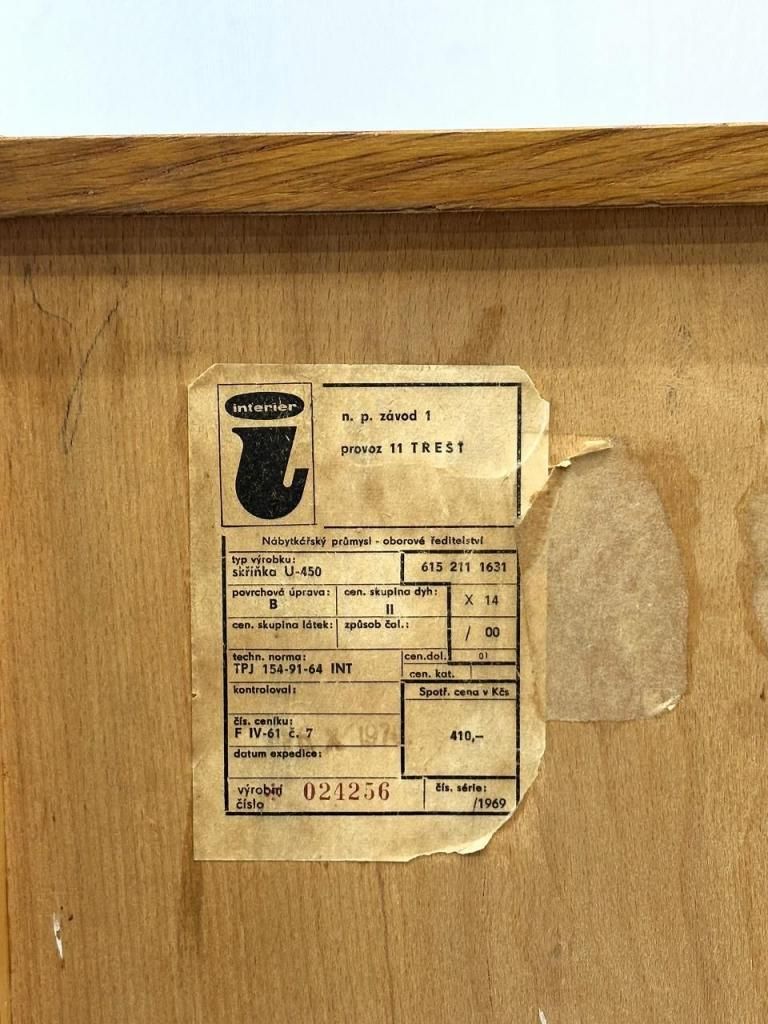 interier
n. p. závod 1
provoz 11 TŘEŠŤ
Nábytkářský průmysl - oborové ředitelství
typ výrobku:
skříňka U-450
615 211 1631
povrchová úprava:
B
cen. skupina dyh:
II
X 14
cen. skupina látek:
způsob čal.:
/ 00
techn. norma:
TPJ 154-91-64 INT
cen.dol.
01
cen. kat.
kontroloval:
Spotř. cena v Kčs
410,-
čís. ceníku:
F IV-61 č. 7
datum expedice:
výrobní
číslo
024256
čís. série:
/1969